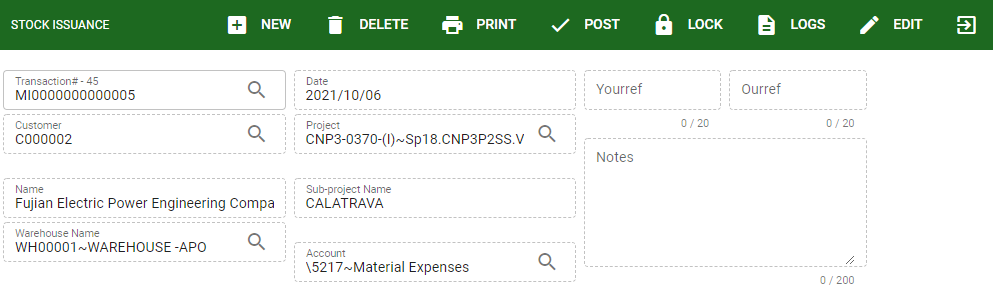 STOCK ISSUANCE
NEW
DELETE
PRINT
POST
LOCK
LOGS
EDIT
Transaction# - 45
MI0000000000005
Date
2021/10/06
Yourref
0 / 20
Ourref
0 / 20
Customer
C000002
Project
CNP3-0370-(I)~Sp18.CNP3P2SS.V
Notes
0 / 200
Name
Fujian Electric Power Engineering Compa
Sub-project Name
CALATRAVA
Warehouse Name
WH00001~WAREHOUSE -APO
Account
\5217~Material Expenses